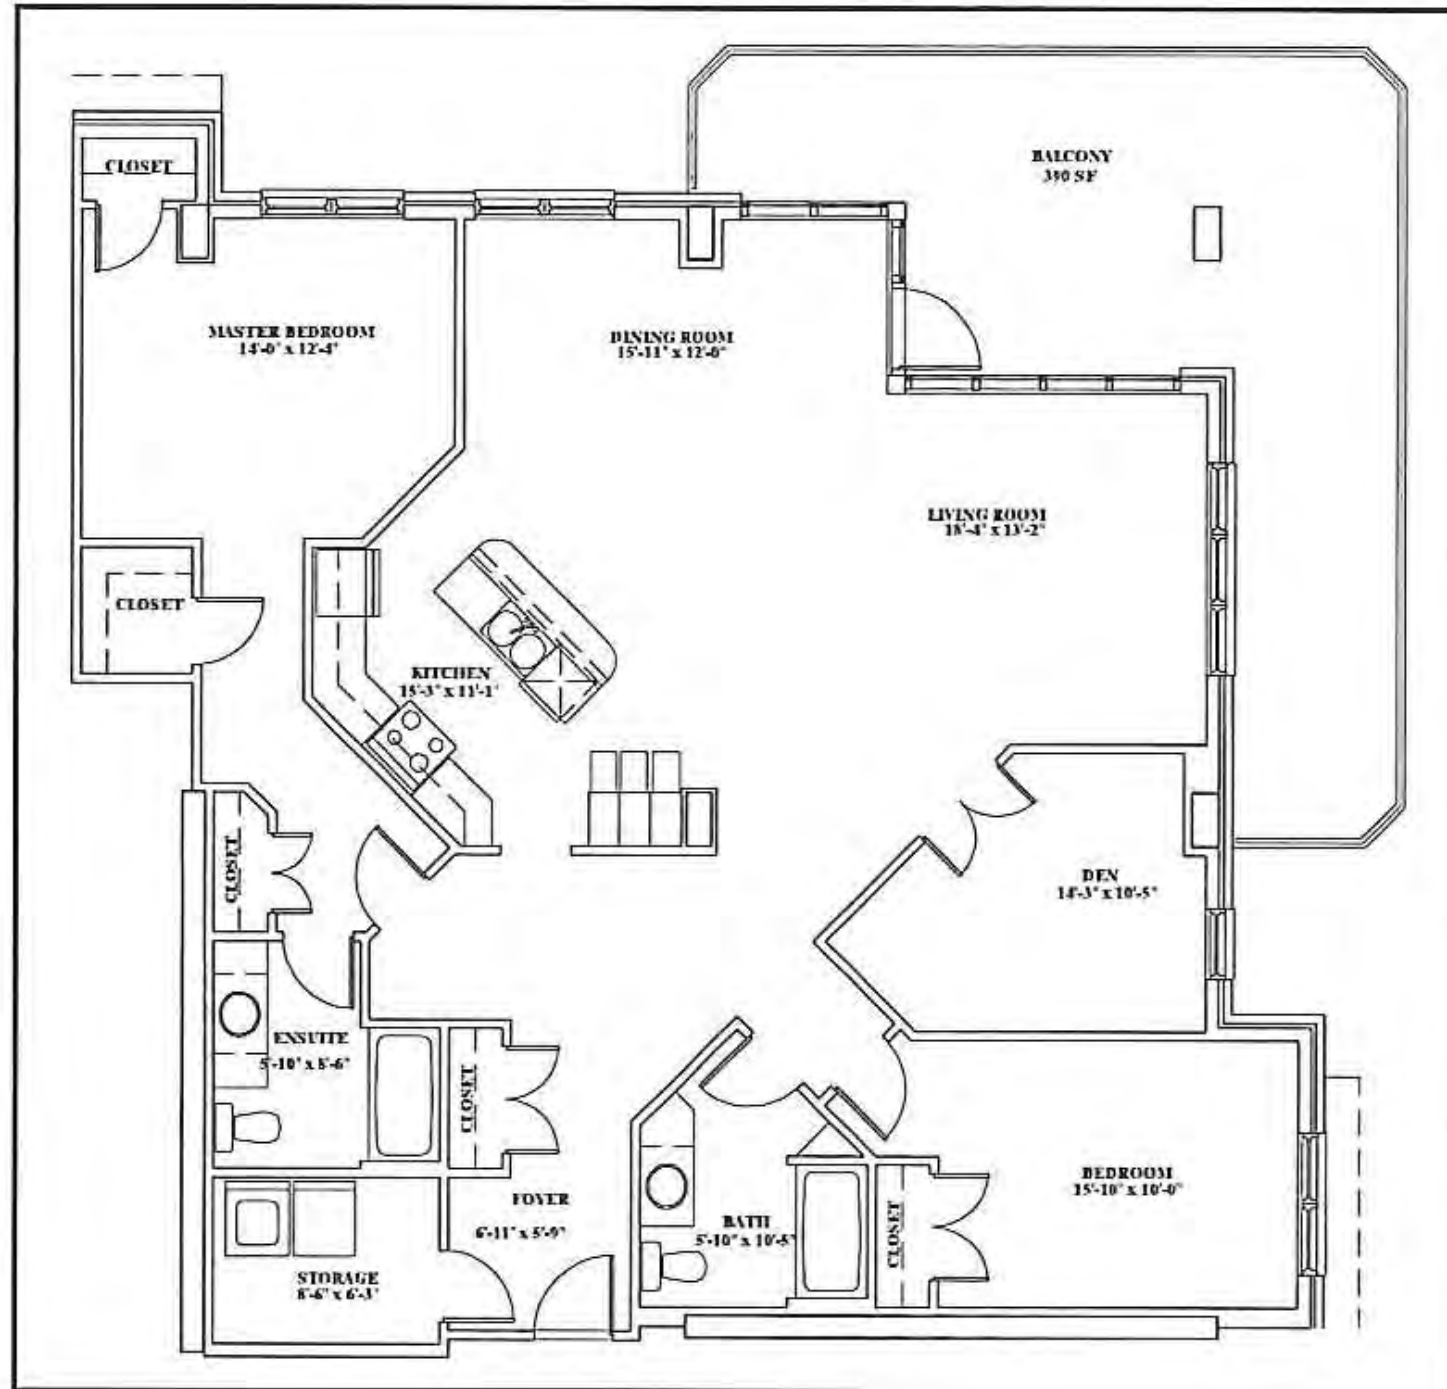 CLOSET
BALCONY
390 SF
MASTER BEDROOM
14'-0" x 12'-4"
DINING ROOM
15'-11" x 12'-0"
LIVING ROOM
18'-4" x 13'-2"
CLOSET
KITCHEN
15'-3" x 11'-1"
CLOSET
DEN
14'-3" x 10'-5"
ENSUITE
5'-10" x 8'-6"
CLOSET
BEDROOM
15'-10" x 10'-0"
FOYER
6'-11" x 5'-9"
BATH
5'-10" x 10'-5"
CLOSET
STORAGE
8'-6" x 6'-3"